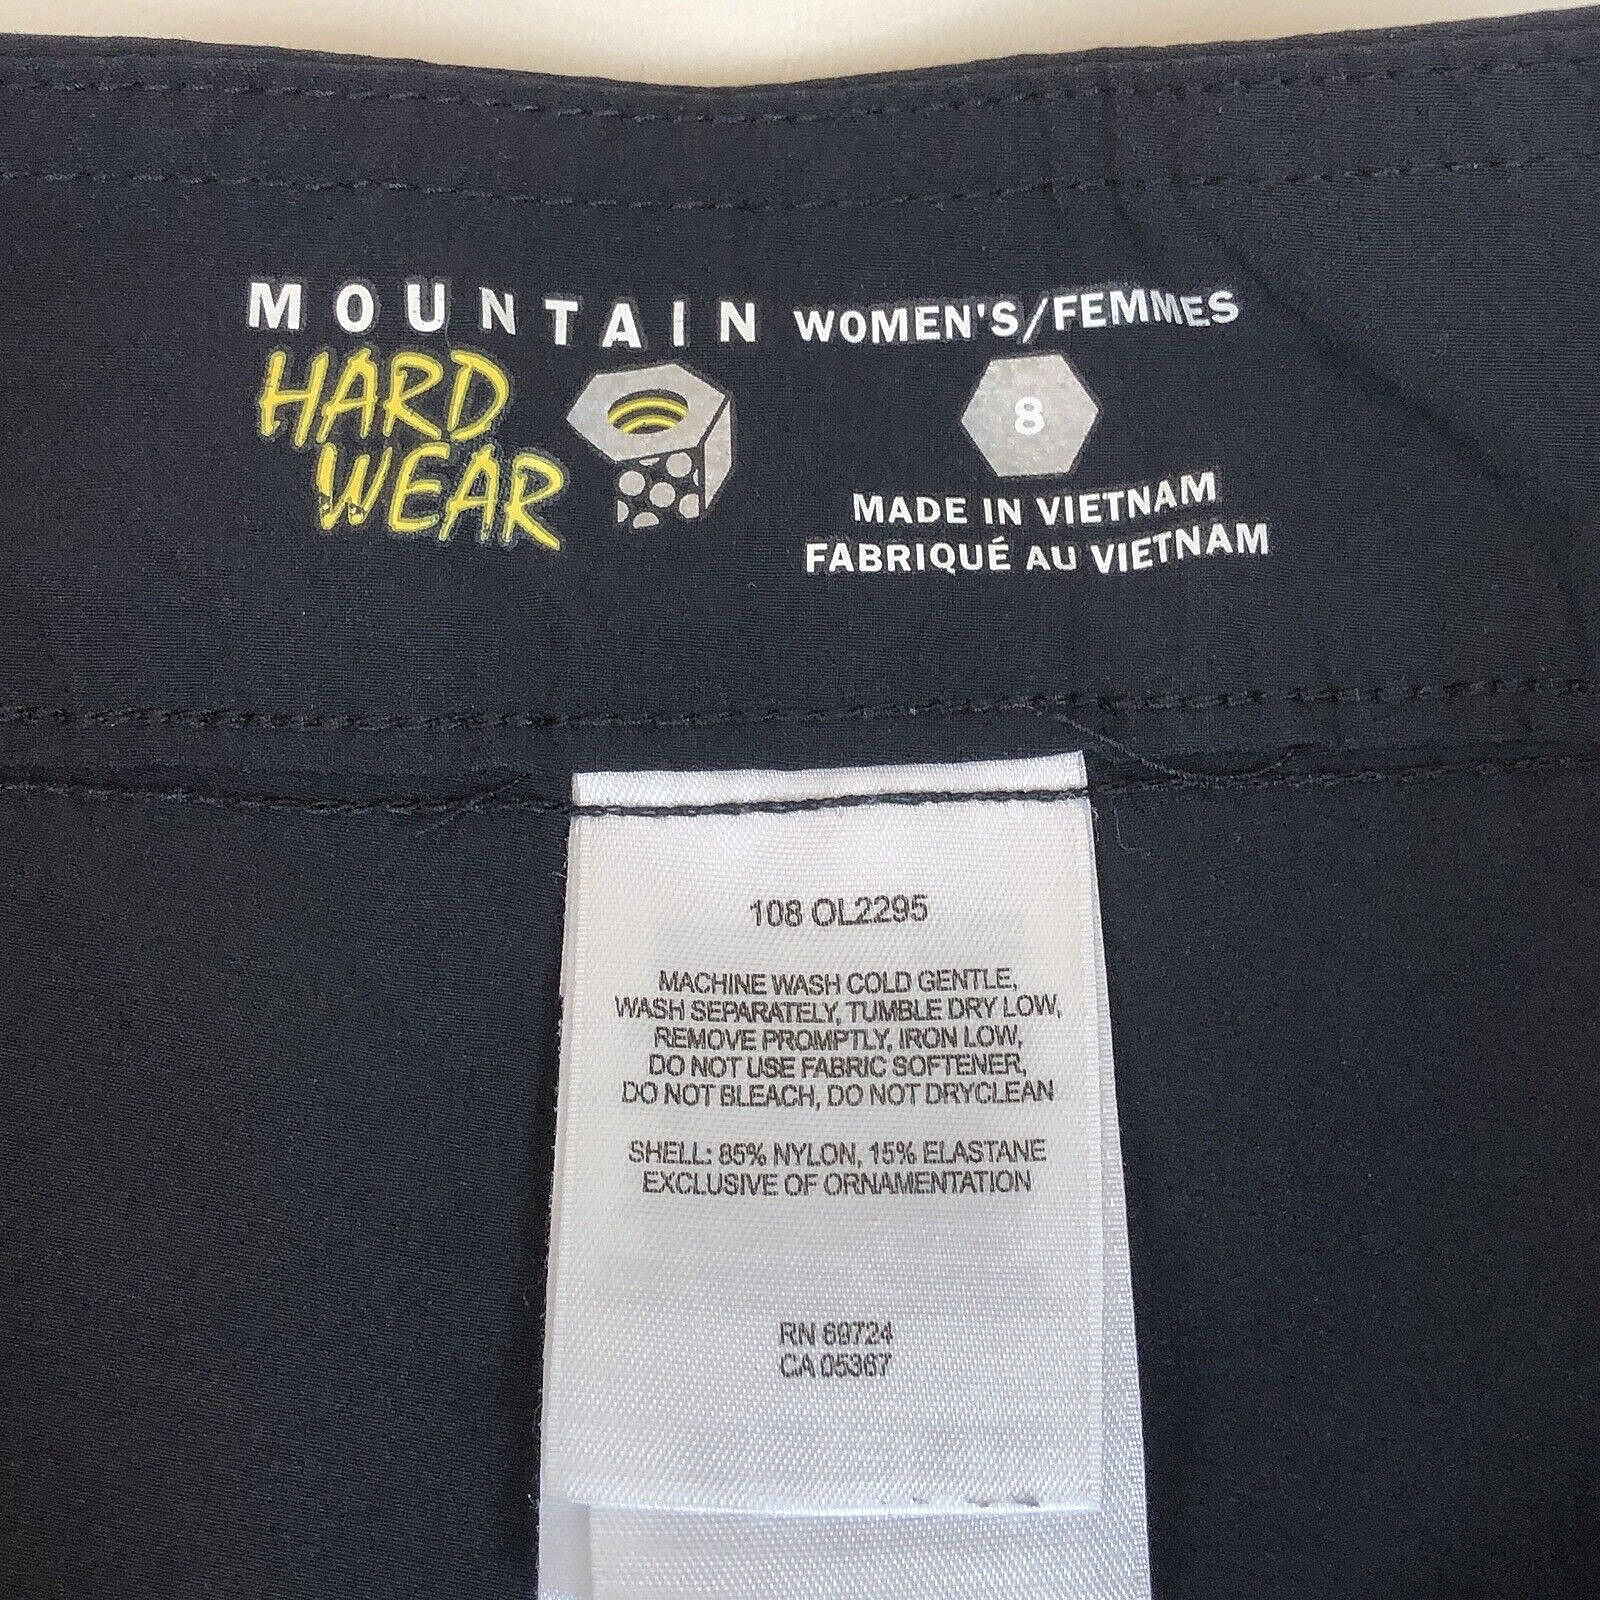 MOUNTAIN
HARD
WEAR
WOMEN'S/FEMMES
8
MADE IN VIETNAM
FABRIQUÉ AU VIETNAM
108 OL2295
MACHINE WASH COLD GENTLE,
WASH SEPARATELY, TUMBLE DRY LOW,
REMOVE PROMPTLY, IRON LOW,
DO NOT USE FABRIC SOFTENER,
DO NOT BLEACH, DO NOT DRYCLEAN
SHELL: 85% NYLON, 15% ELASTANE
EXCLUSIVE OF ORNAMENTATION
RN 69724
CA 05367